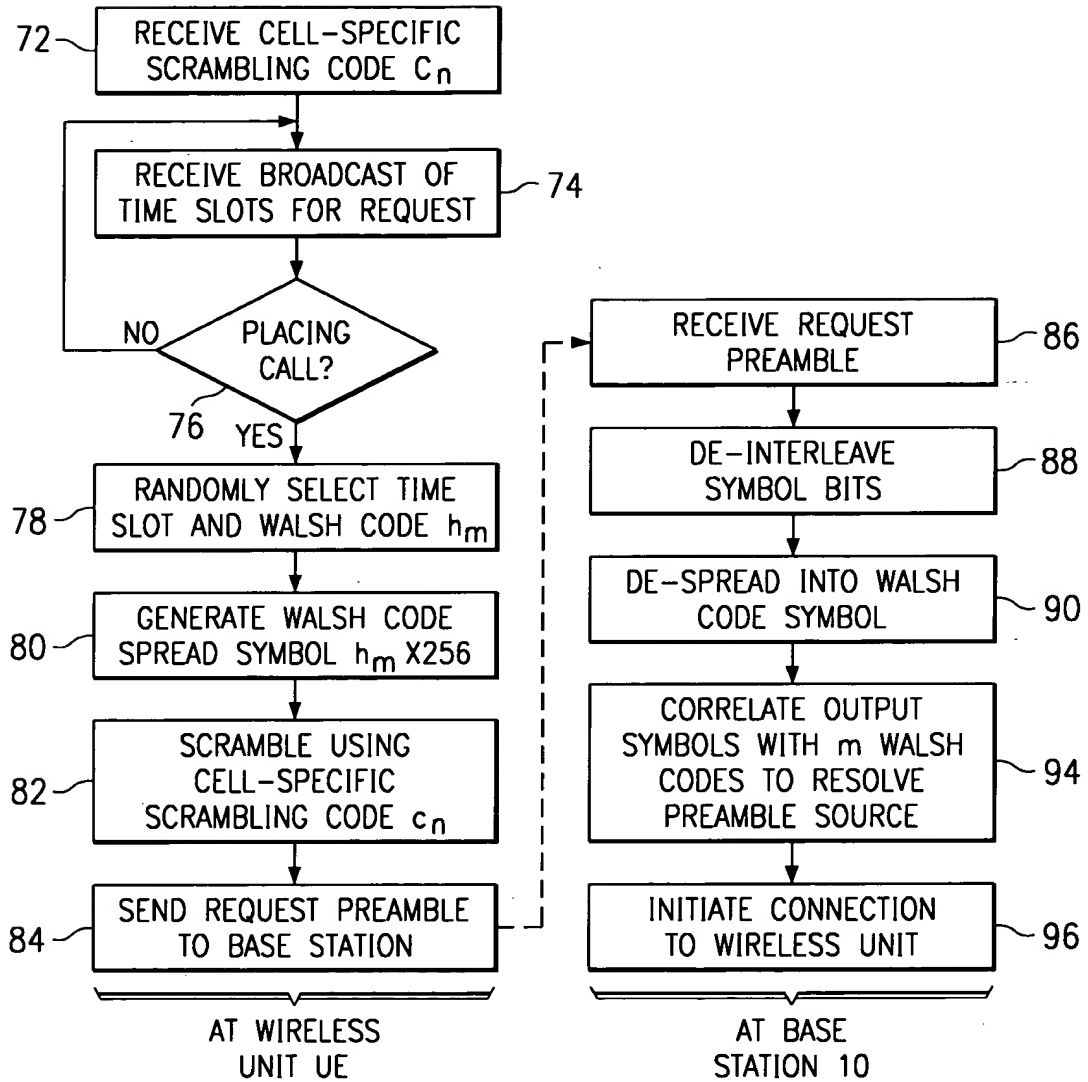 72
RECEIVE CELL-SPECIFIC
SCRAMBLING CODE Cn
RECEIVE BROADCAST OF
TIME SLOTS FOR REQUEST
74
NO
PLACING
CALL?
76
YES
78
RANDOMLY SELECT TIME
SLOT AND WALSH CODE hm
80
GENERATE WALSH CODE
SPREAD SYMBOL hm X256
82
SCRAMBLE USING
CELL-SPECIFIC
SCRAMBLING CODE cn
84
SEND REQUEST PREAMBLE
TO BASE STATION
AT WIRELESS
UNIT UE
RECEIVE REQUEST
PREAMBLE
86
DE-INTERLEAVE
SYMBOL BITS
88
DE-SPREAD INTO WALSH
CODE SYMBOL
90
CORRELATE OUTPUT
SYMBOLS WITH m WALSH
CODES TO RESOLVE
PREAMBLE SOURCE
94
INITIATE CONNECTION
TO WIRELESS UNIT
96
AT BASE
STATION 10